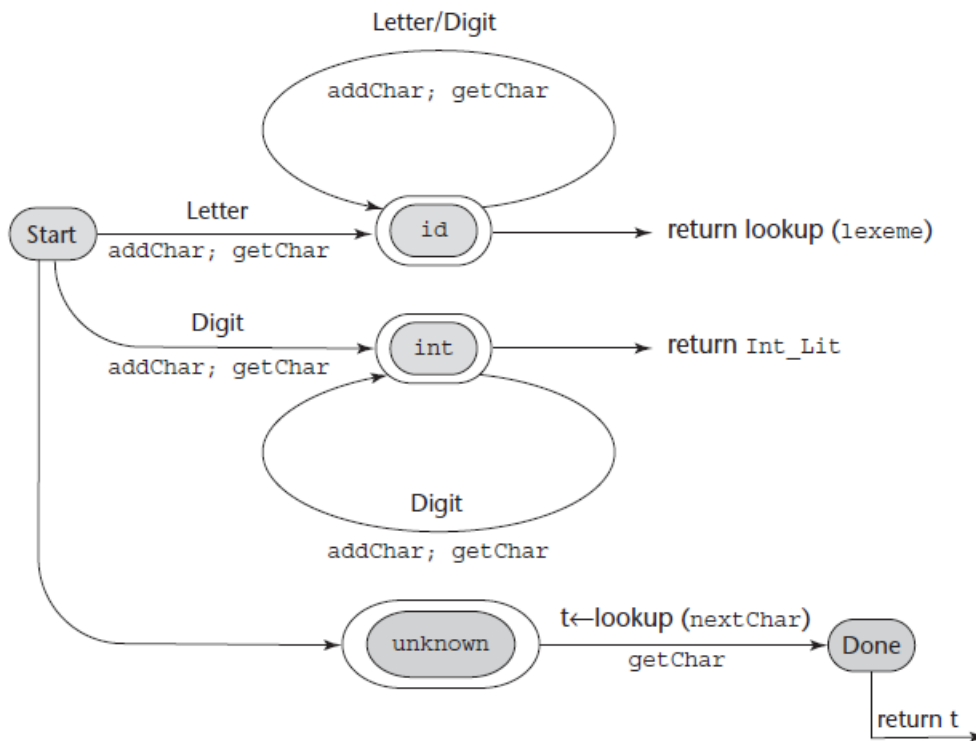 Letter/Digit
addChar; getChar
Start
Letter
addChar; getChar
id
return lookup (lexeme)
Digit
addChar; getChar
int
return Int_Lit
Digit
addChar; getChar
unknown
t←lookup (nextChar)
getChar
Done
return t